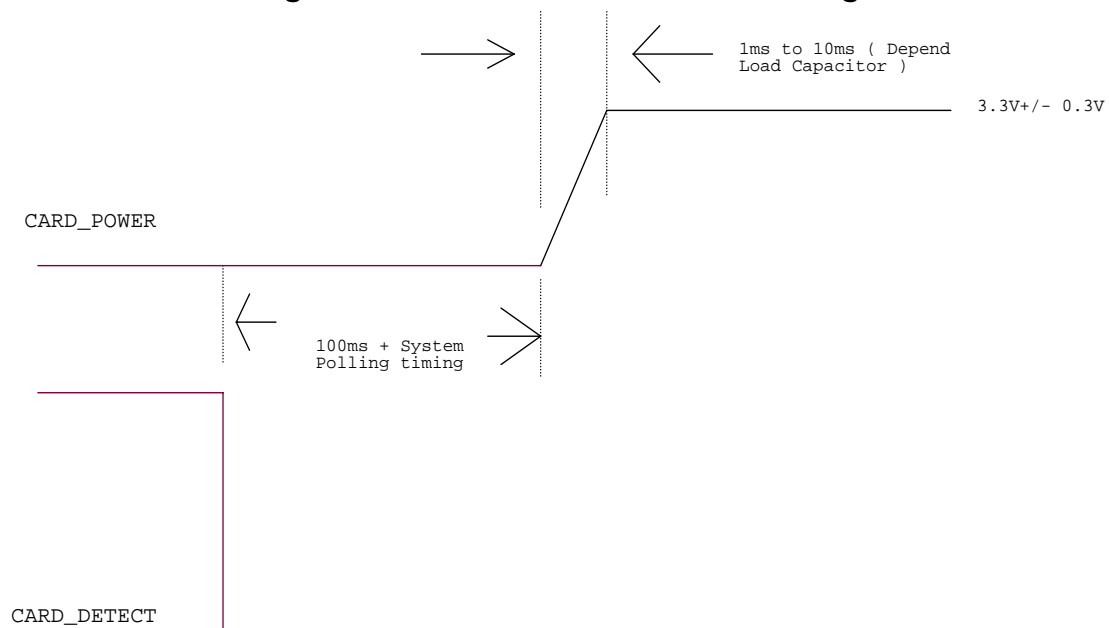 1ms to 10ms ( Depend
Load Capacitor )
3.3V+/- 0.3V
CARD_POWER
100ms + System
Polling timing
CARD_DETECT